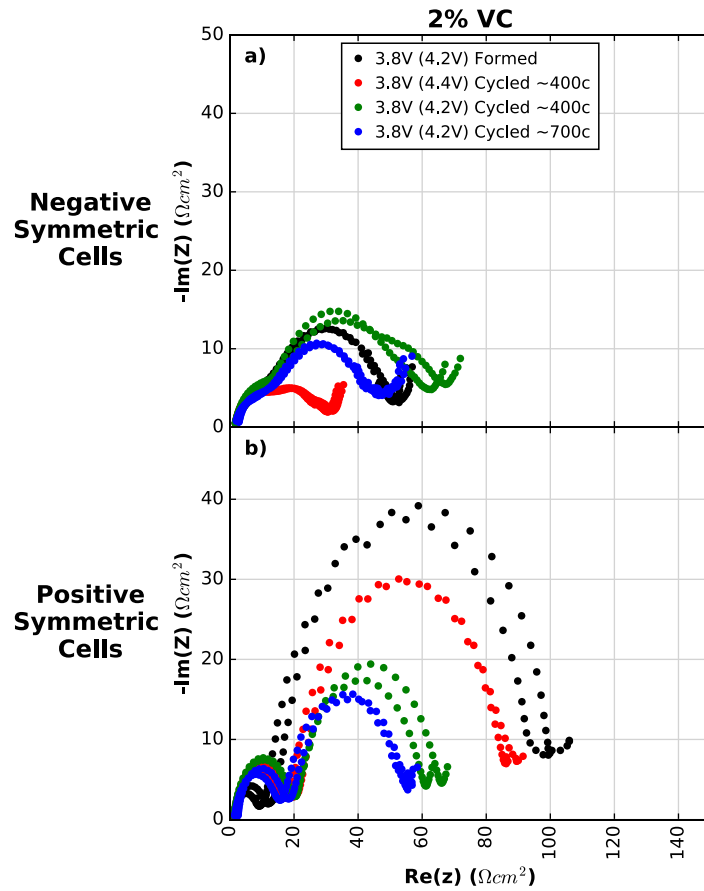 2% VC
a)
3.8V (4.2V) Formed
3.8V (4.4V) Cycled ~400c
3.8V (4.2V) Cycled ~400c
3.8V (4.2V) Cycled ~700c
Negative
Symmetric
Cells
-Im(Z) (Ωcm²)
50
40
30
20
10
0
b)
Positive
Symmetric
Cells
-Im(Z) (Ωcm²)
40
30
20
10
0
0
20
40
60
80
100
120
140
Re(z) (Ωcm²)